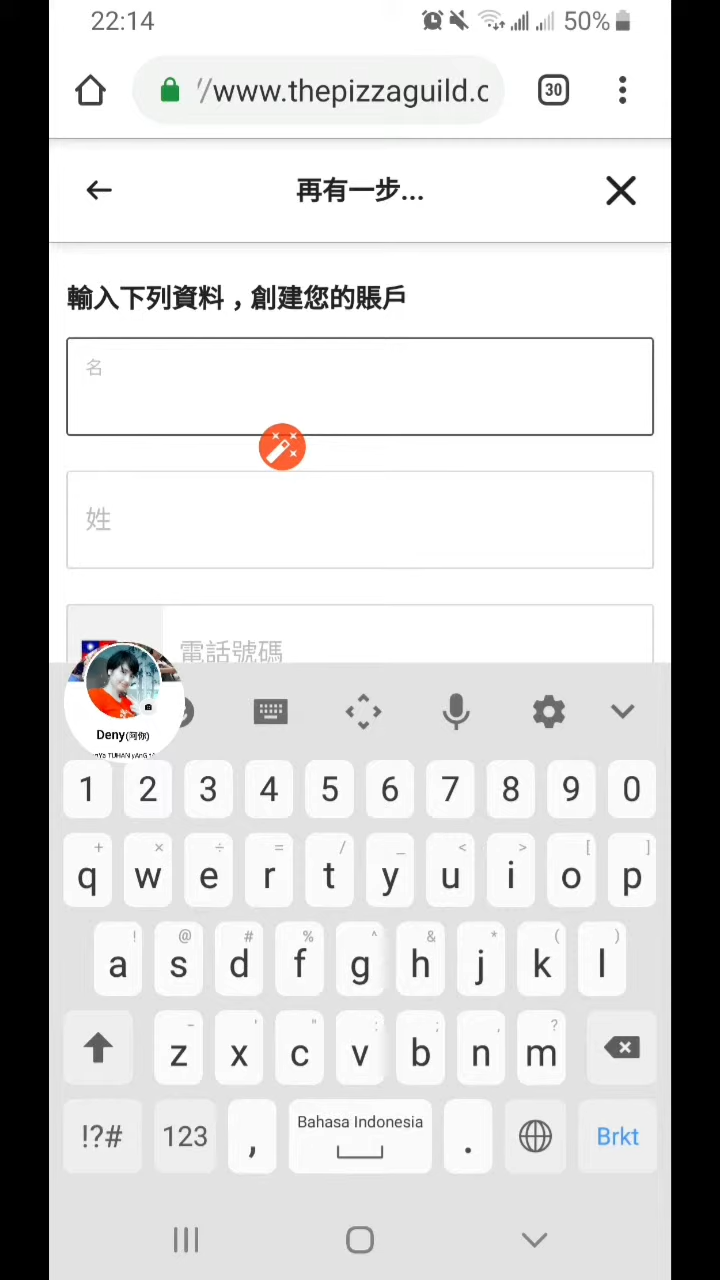 22:14
50%
//www.thepizzaguild.c
30
再有一步...
輸入下列資料，創建您的賬戶
名
姓
電話號碼
Deny(阿你)
1 2 3 4 5 6 7 8 9 0
+ × ÷ = / _ < > [ ]
q w e r t y u i o p
! @ # % ^ & * ( )
a s d f g h j k l
- ' " : ; , ?
z x c v b n m
!?# 123 , Bahasa Indonesia . Brkt